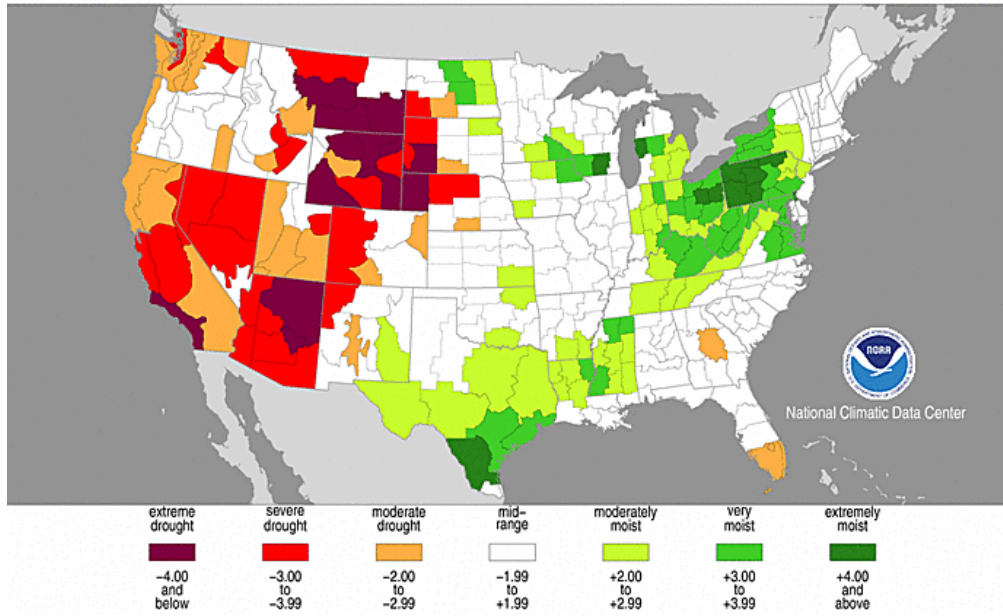 NOAA
National Climatic Data Center
extreme drought
severe drought
moderate drought
mid-range
moderately moist
very moist
extremely moist
−4.00 and below
−3.00 to −3.99
−2.00 to −2.99
−1.99 to +1.99
+2.00 to +2.99
+3.00 to +3.99
+4.00 and above